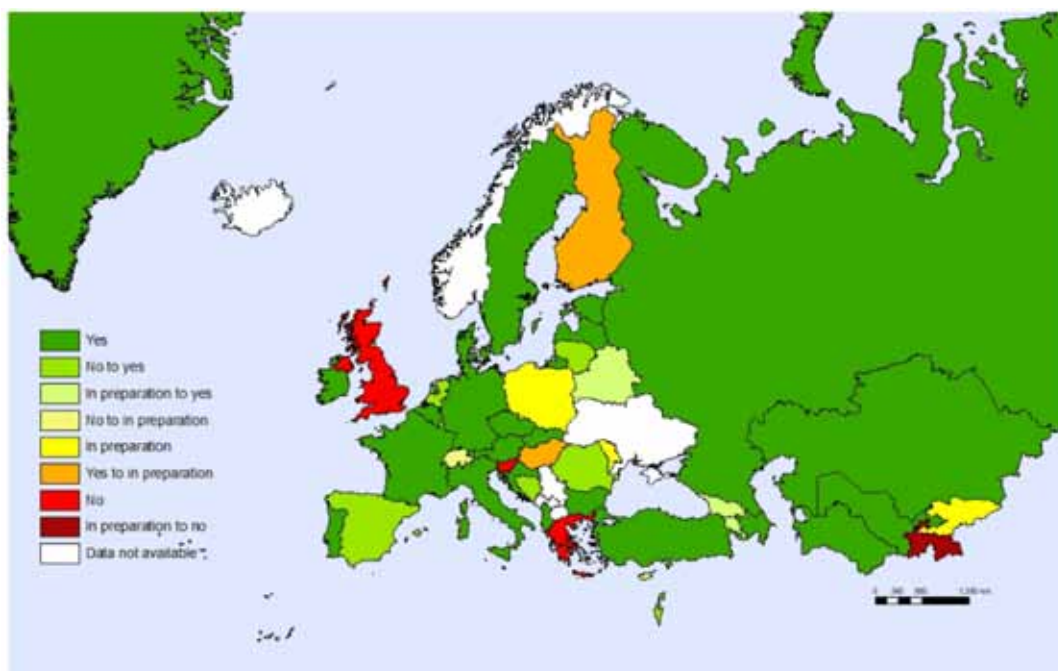 Yes
No to yes
In preparation to yes
No to in preparation
In preparation
Yes to in preparation
No
In preparation to no
Data not available
0